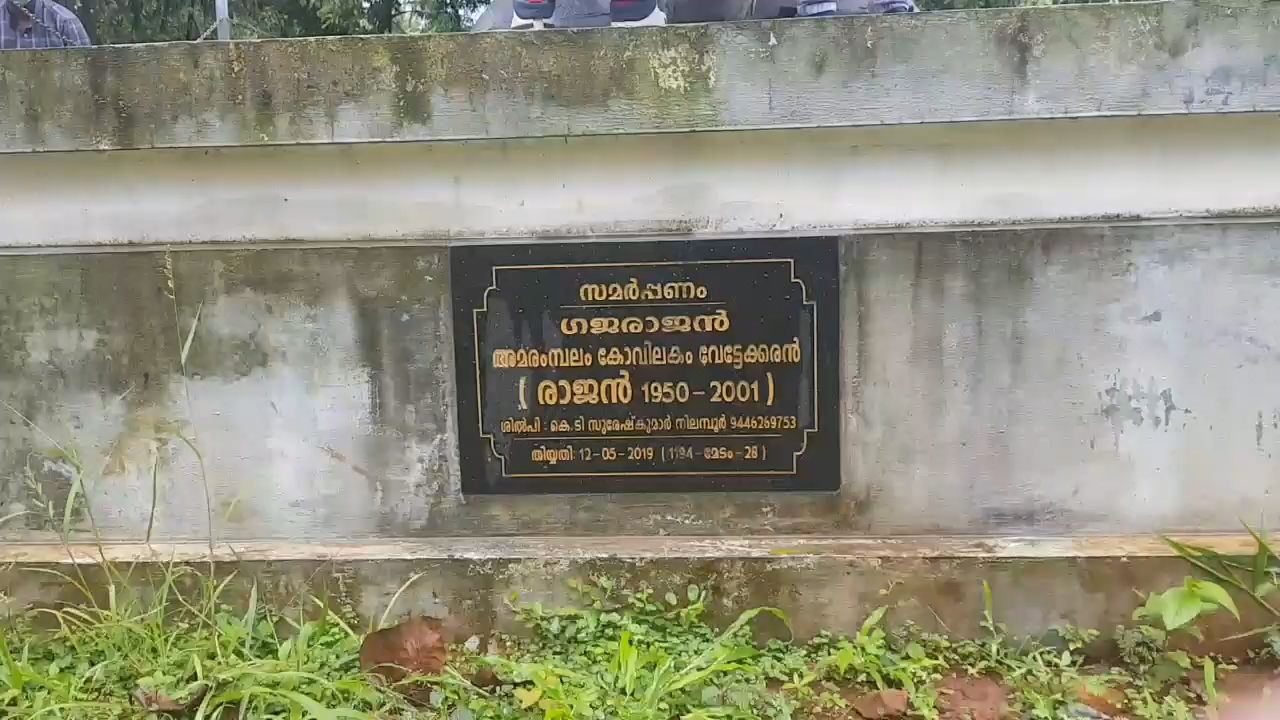 സമർപ്പണം
ഗജരാജൻ
അമരംമ്പലം കോവിലകം വേട്ടേക്കരൻ
( രാജൻ 1950 – 2001 )
ശിൽപി : കെ.ടി സുരേഷ്കുമാർ നിലമ്പൂർ 9446269753
തിയ്യതി: 12-05-2019 ( 1194 -മേടം - 28 )